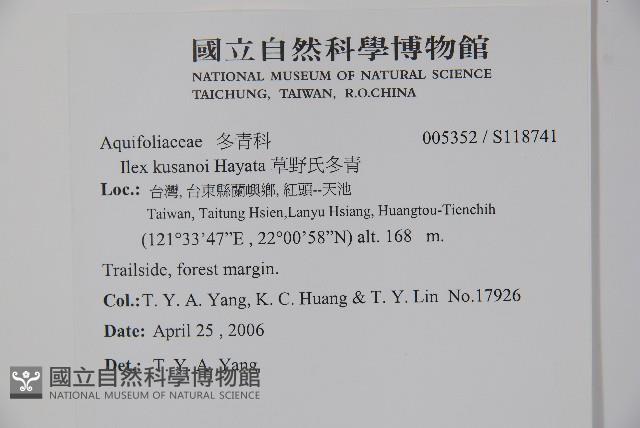 國立自然科學博物館
NATIONAL MUSEUM OF NATURAL SCIENCE
TAICHUNG, TAIWAN, R.O.CHINA
Aquifoliaceae 冬青科 005352 / S118741
Ilex kusanoi Hayata 草野氏冬青
Loc.: 台灣, 台東縣蘭嶼鄉, 紅頭--天池
Taiwan, Taitung Hsien,Lanyu Hsiang, Huangtou-Tienchih
(121°33'47"E , 22°00'58"N) alt. 168 m.
Trailside, forest margin.
Col.: T. Y. A. Yang, K. C. Huang & T. Y. Lin No.17926
Date: April 25 , 2006
Det.: T. Y. A. Yang
國立自然科學博物館
NATIONAL MUSEUM OF NATURAL SCIENCE